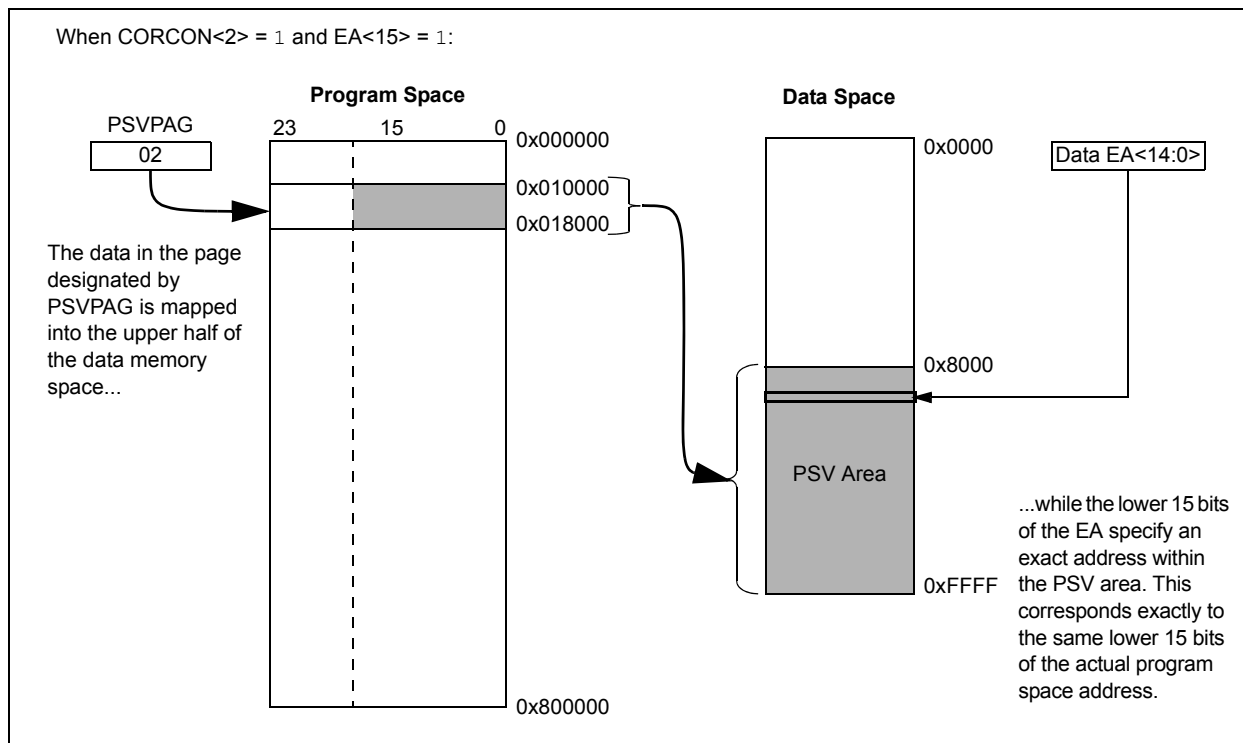 When CORCON<2> = 1 and EA<15> = 1:
Program Space
Data Space
PSVPAG
02
23 15 0
0x000000
0x010000
0x018000
0x800000
The data in the page
designated by
PSVPAG is mapped
into the upper half of
the data memory
space...
0x0000
0x8000
0xFFFF
PSV Area
Data EA<14:0>
...while the lower 15 bits
of the EA specify an
exact address within
the PSV area. This
corresponds exactly to
the same lower 15 bits
of the actual program
space address.